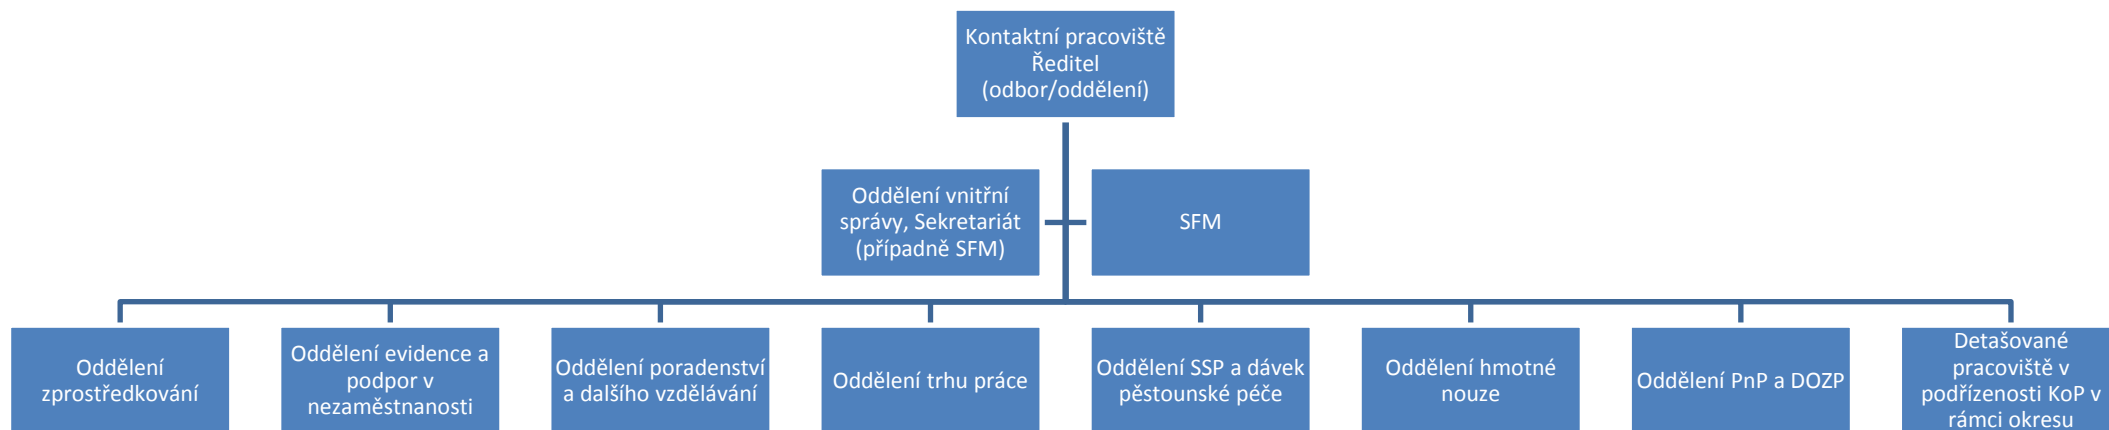 Kontaktní pracoviště
Ředitel
(odbor/oddělení)
Oddělení vnitřní
správy, Sekretariát
(případně SFM)
SFM
Oddělení
zprostředkování
Oddělení evidence a
podpor v
nezaměstnanosti
Oddělení poradenství
a dalšího vzdělávání
Oddělení trhu práce
Oddělení SSP a dávek
pěstounské péče
Oddělení hmotné
nouze
Oddělení PnP a DOZP
Detašované
pracoviště v
podřízenosti KoP v
rámci okresu